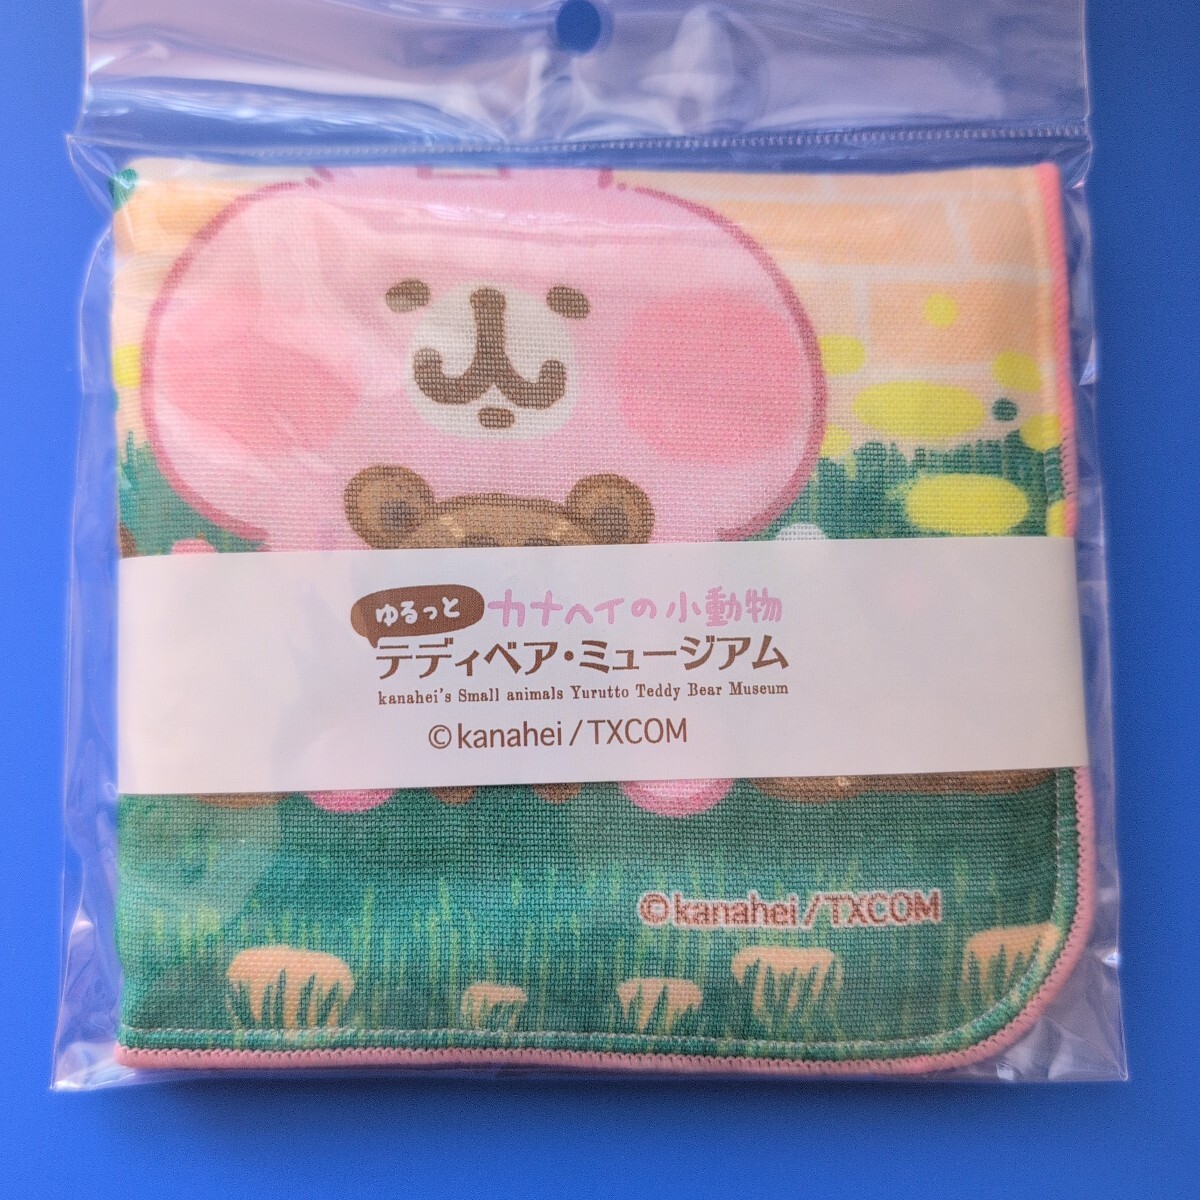 ゆるっと カナヘイの小動物
テディベア・ミュージアム
kanahei's Small animals Yurutto Teddy Bear Museum
©kanahei/TXCOM
©kanahei/TXCOM